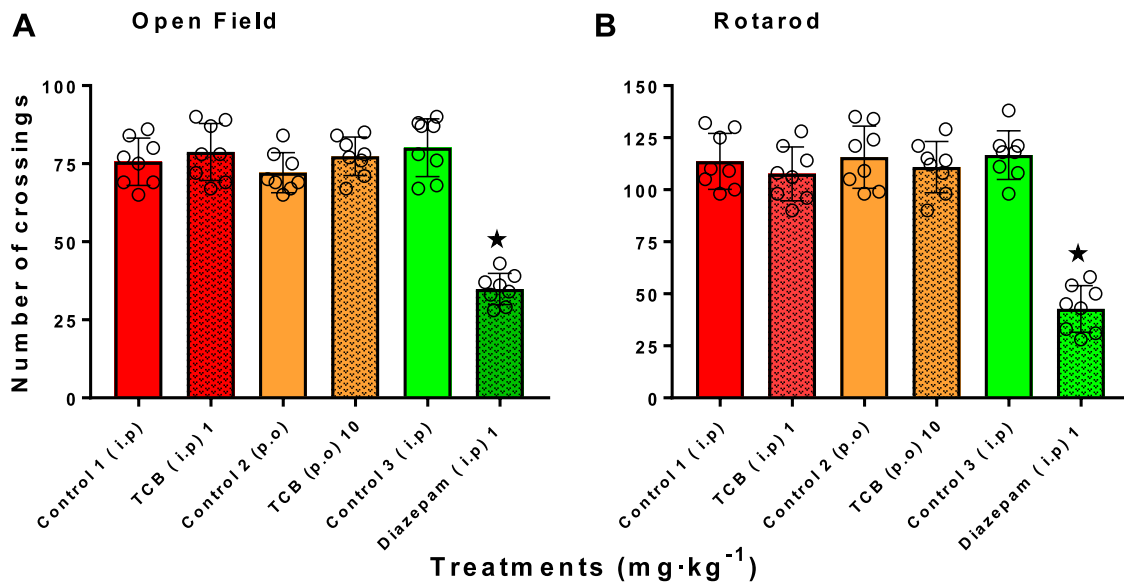 A Open Field
Number of crossings
100
75
50
25
0
★
Control 1 ( i.p)
TCB ( i.p) 1
Control 2 (p.o)
TCB (p.o) 10
Control 3 ( i.p)
Diazepam ( i.p) 1
B Rotarod
150
125
100
75
50
25
0
★
Control 1 ( i.p)
TCB ( i.p) 1
Control 2 (p.o)
TCB (p.o) 10
Control 3 ( i.p)
Diazepam ( i.p) 1
Treatments (mg·kg⁻¹)